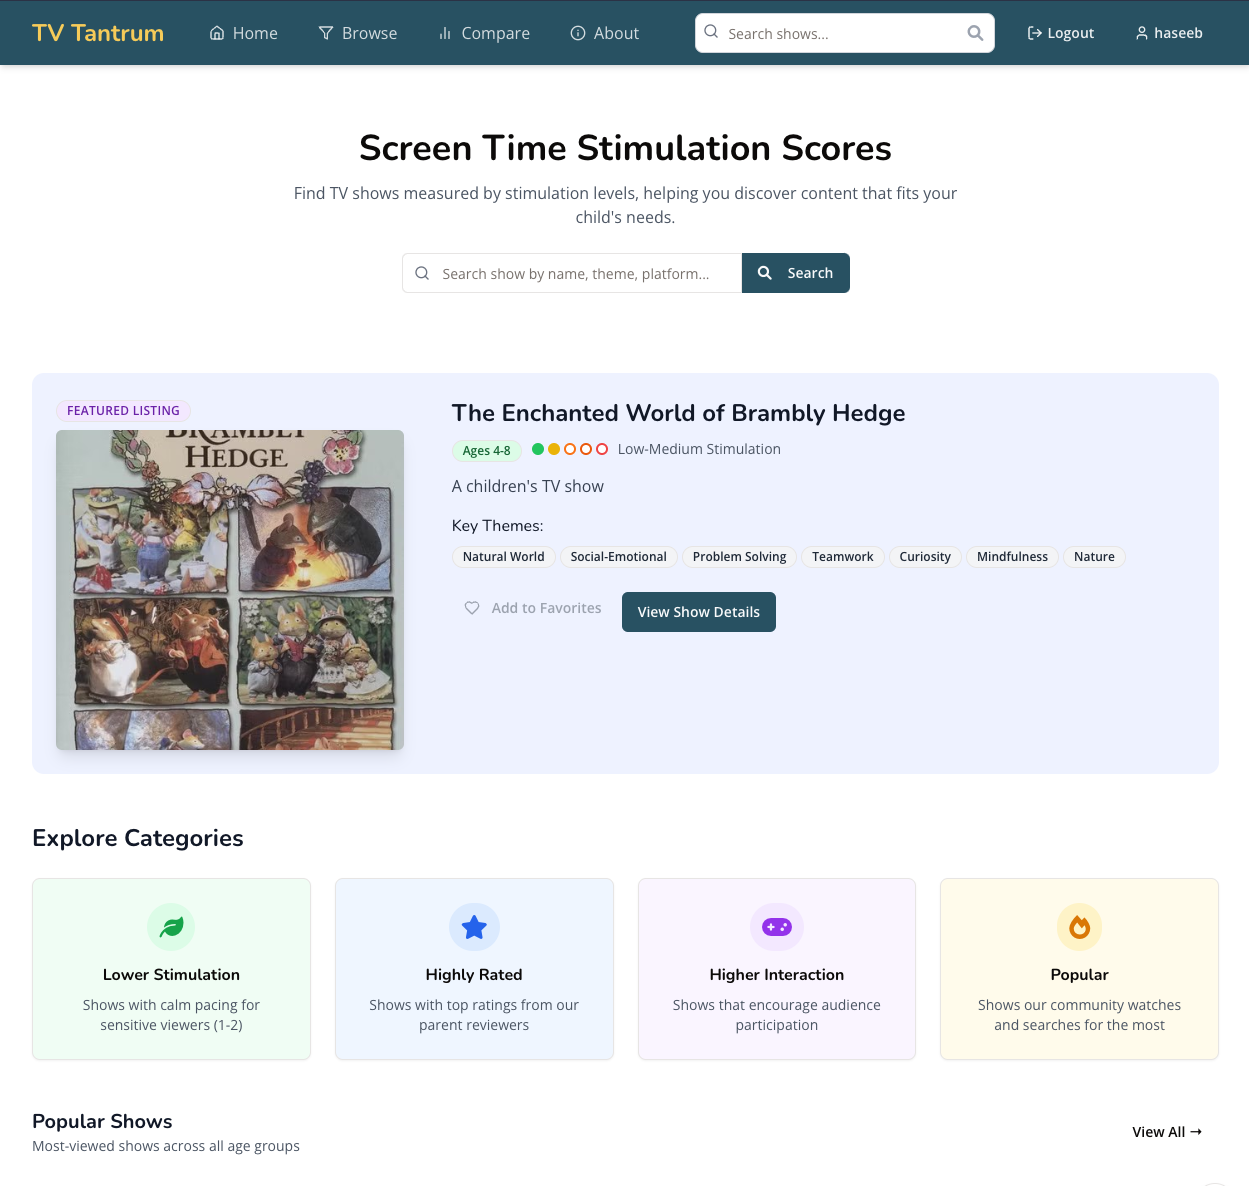 TV Tantrum
Home
Browse
Compare
About
Search shows...
Logout
haseeb
Screen Time Stimulation Scores
Find TV shows measured by stimulation levels, helping you discover content that fits your
child's needs.
Search show by name, theme, platform...
Search
FEATURED LISTING
BRAMBLY
HEDGE
The Enchanted World of Brambly Hedge
Ages 4-8
Low-Medium Stimulation
A children's TV show
Key Themes:
Natural World
Social-Emotional
Problem Solving
Teamwork
Curiosity
Mindfulness
Nature
Add to Favorites
View Show Details
Explore Categories
Lower Stimulation
Shows with calm pacing for
sensitive viewers (1-2)
Highly Rated
Shows with top ratings from our
parent reviewers
Higher Interaction
Shows that encourage audience
participation
Popular
Shows our community watches
and searches for the most
Popular Shows
Most-viewed shows across all age groups
View All →